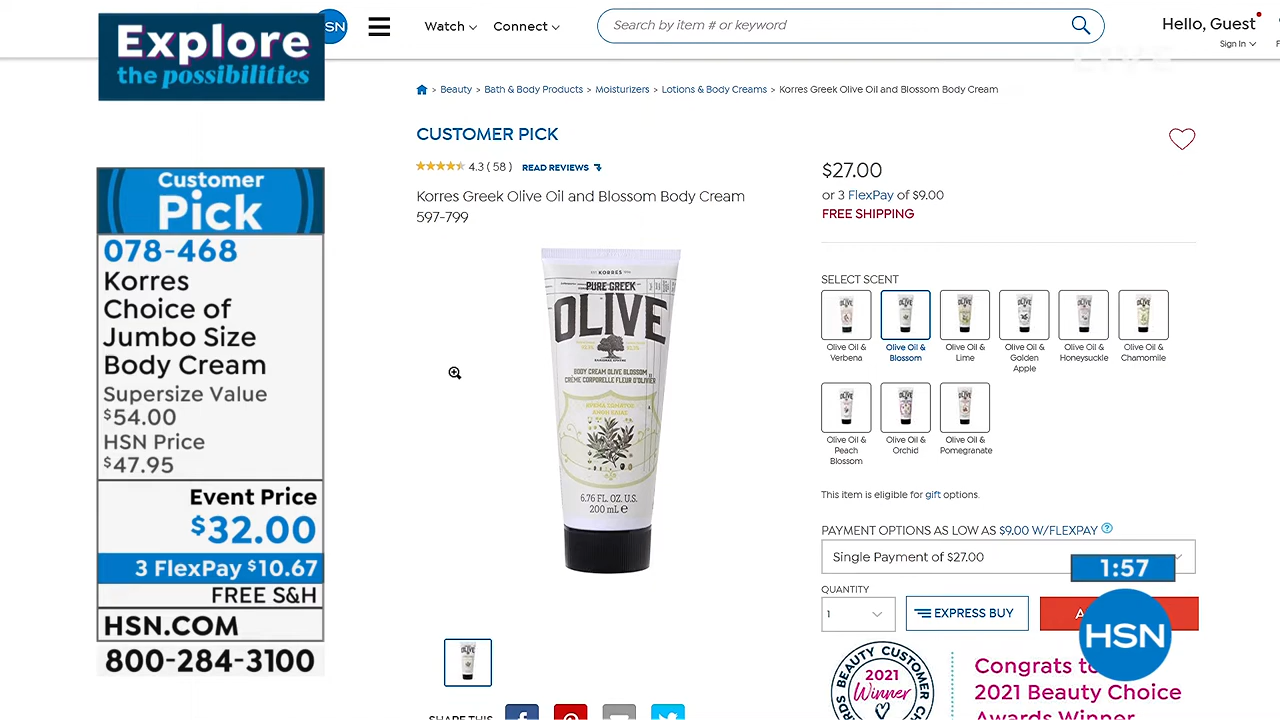 Explore
the possibilities
Customer
Pick
078-468
Korres
Choice of
Jumbo Size
Body Cream
Supersize Value
$54.00
HSN Price
$47.95
Event Price
$32.00
3 FlexPay $10.67
FREE S&H
HSN.COM
800-284-3100
SN
Watch
Connect
Search by item # or keyword
Hello, Guest
Sign In
LIVE
> Beauty > Bath & Body Products > Moisturizers > Lotions & Body Creams > Korres Greek Olive Oil and Blossom Body Cream
CUSTOMER PICK
4.3 ( 58 ) READ REVIEWS
Korres Greek Olive Oil and Blossom Body Cream
597-799
KORRES
PURE GREEK
OLIVE
BODY CREAM OLIVE BLOSSOM
CRÈME CORPORELLE FLEUR D'OLIVIER
6.76 FL. OZ. U.S.
200 mL e
$27.00
or 3 FlexPay of $9.00
FREE SHIPPING
SELECT SCENT
Olive Oil &
Verbena
Olive Oil &
Blossom
Olive Oil &
Lime
Olive Oil &
Golden
Apple
Olive Oil &
Honeysuckle
Olive Oil &
Chamomile
Olive Oil &
Peach
Blossom
Olive Oil &
Orchid
Olive Oil &
Pomegranate
This item is eligible for gift options.
PAYMENT OPTIONS AS LOW AS $9.00 W/FLEXPAY ?
Single Payment of $27.00
1:57
QUANTITY
1
EXPRESS BUY
A
HSN
BEAUTY CUSTOMER
2021
Winner
Congrats to
2021 Beauty Choice
Awards Winner
SHARE THIS